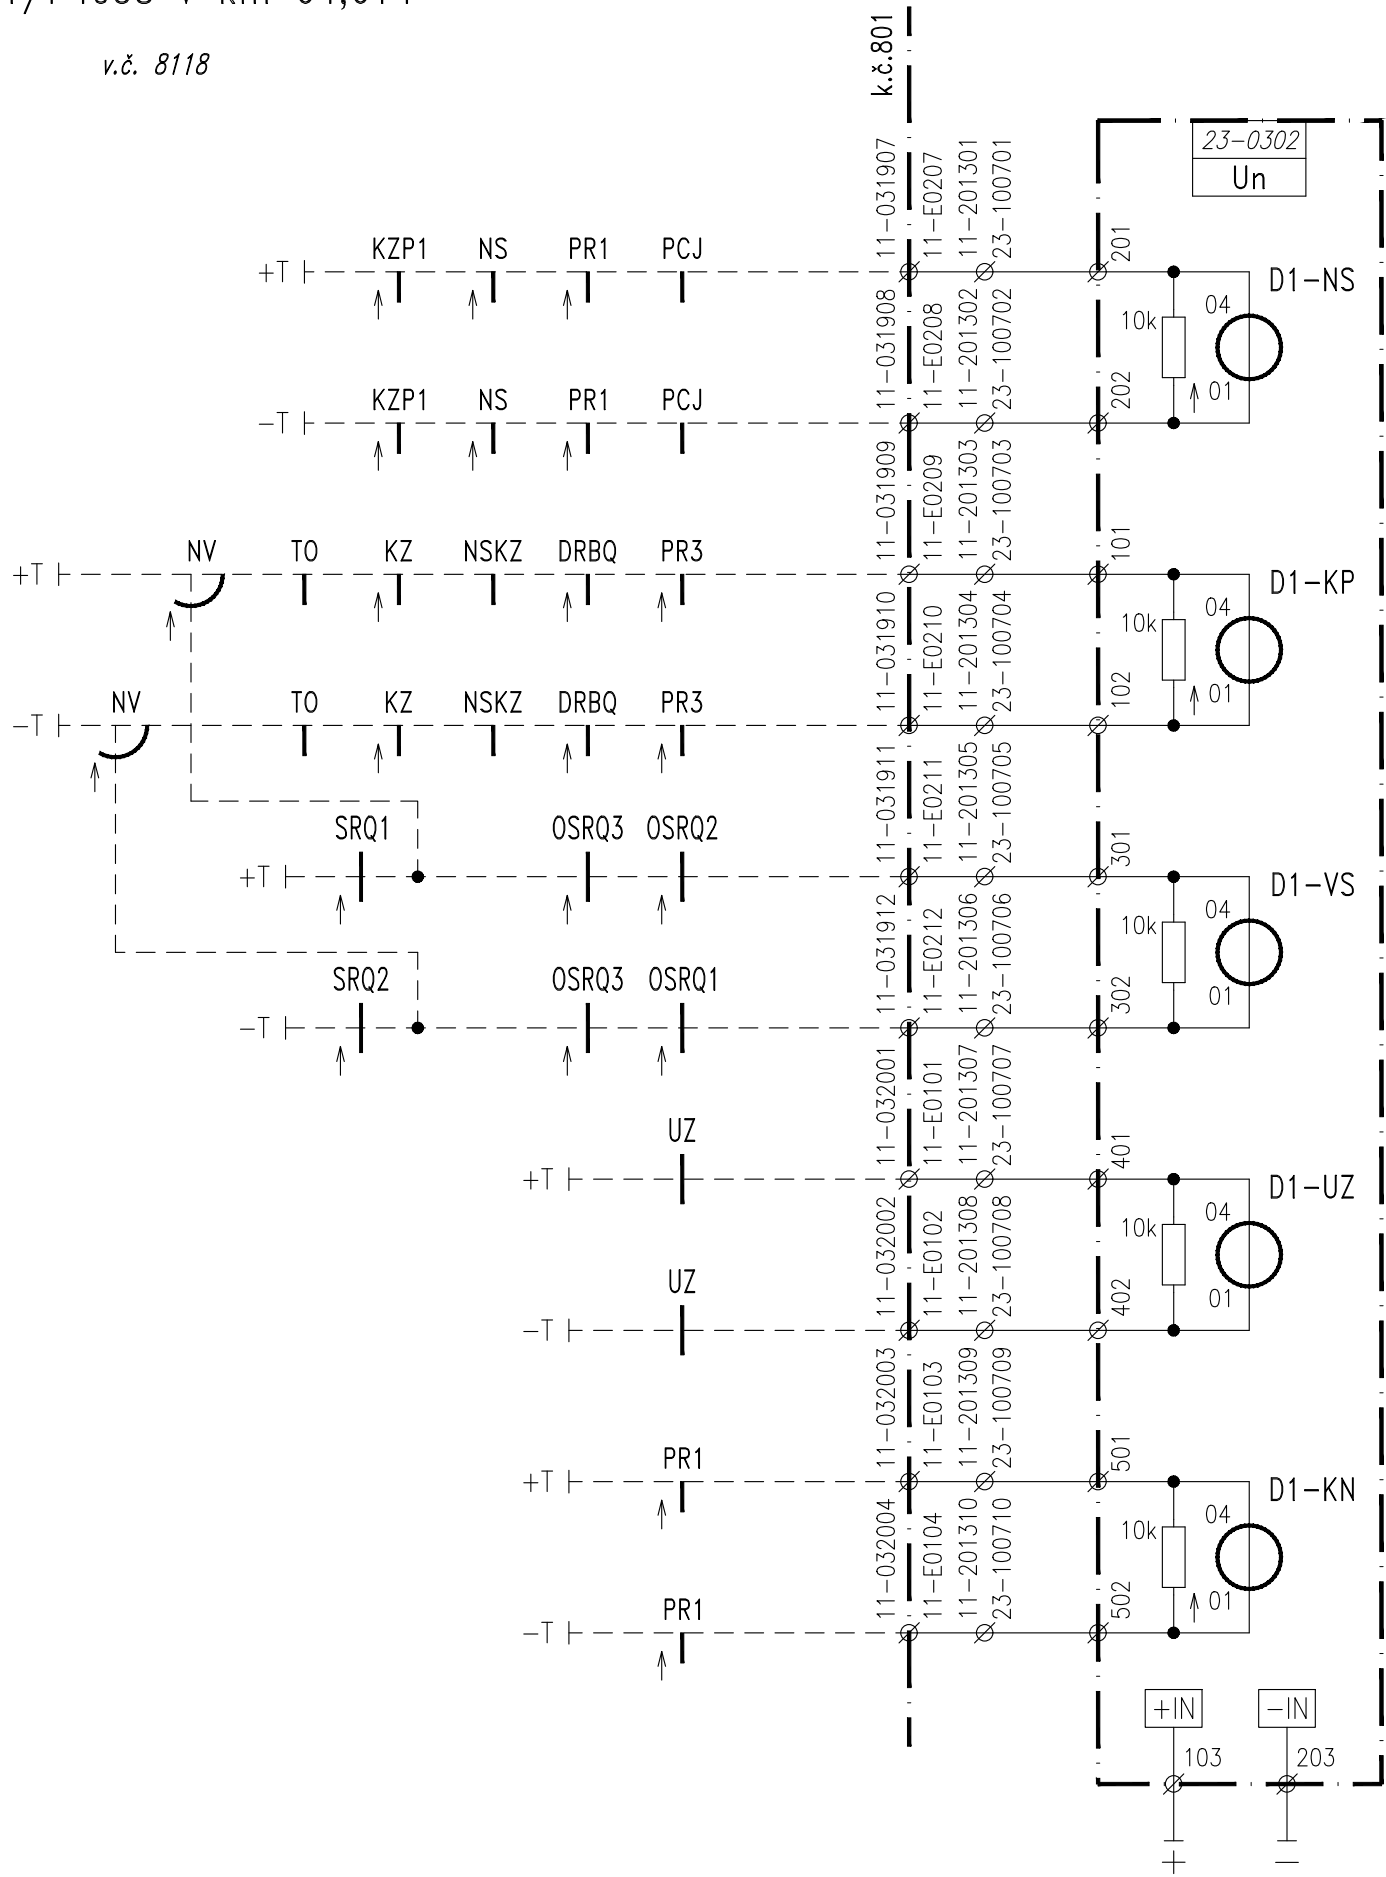 v.č. 8118
k.č.801
23-0302
Un
11-031907
11-E0207
11-201301
23-100701
201
KZP1 NS PR1 PCJ
+T
D1-NS
04
10k
01
11-031908
11-E0208
11-201302
23-100702
202
KZP1 NS PR1 PCJ
-T
11-031909
11-E0209
11-201303
23-100703
101
NV TO KZ NSKZ DRBQ PR3
+T
D1-KP
04
10k
01
11-031910
11-E0210
11-201304
23-100704
102
NV TO KZ NSKZ DRBQ PR3
-T
11-031911
11-E0211
11-201305
23-100705
301
SRQ1 OSRQ3 OSRQ2
+T
D1-VS
04
10k
01
11-031912
11-E0212
11-201306
23-100706
302
SRQ2 OSRQ3 OSRQ1
-T
11-032001
11-E0101
11-201307
23-100707
401
UZ
+T
D1-UZ
04
10k
01
11-032002
11-E0102
11-201308
23-100708
402
UZ
-T
11-032003
11-E0103
11-201309
23-100709
501
PR1
+T
D1-KN
04
10k
01
11-032004
11-E0104
11-201310
23-100710
502
PR1
-T
+IN -IN
103 203
+ -